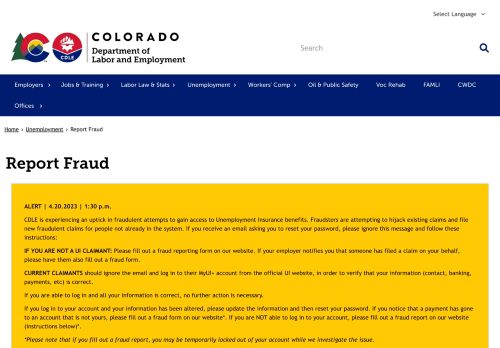 Select Language
COLORADO
Department of
Labor and Employment
CDLE
Search
Employers
Jobs & Training
Labor Law & Stats
Unemployment
Workers' Comp
Oil & Public Safety
Voc Rehab
FAMLI
CWDC
Offices
Home › Unemployment › Report Fraud
Report Fraud
ALERT | 4.20.2023 | 1:30 p.m.
CDLE is experiencing an uptick in fraudulent attempts to gain access to Unemployment Insurance benefits. Fraudsters are attempting to hijack existing claims and file
new fraudulent claims for people not already in the system. If you receive an email asking you to reset your password, please ignore this message and follow these
instructions:
IF YOU ARE NOT A UI CLAIMANT: Please fill out a fraud reporting form on our website. If your employer notifies you that someone has filed a claim on your behalf,
please have them also fill out a fraud form.
CURRENT CLAIMANTS should ignore the email and log in to their MyUI+ account from the official UI website, in order to verify that your information (contact, banking,
payments, etc) is correct.
If you are able to log in and all your information is correct, no further action is necessary.
If you log in to your account and your information has been altered, please update the information and then reset your password. If you notice that a payment has gone
to an account that is not yours, please fill out a fraud form on our website*. If you are NOT able to log in to your account, please fill out a fraud report on our website
(instructions below)*.
*Please note that if you fill out a fraud report, you may be temporarily locked out of your account while we investigate the issue.